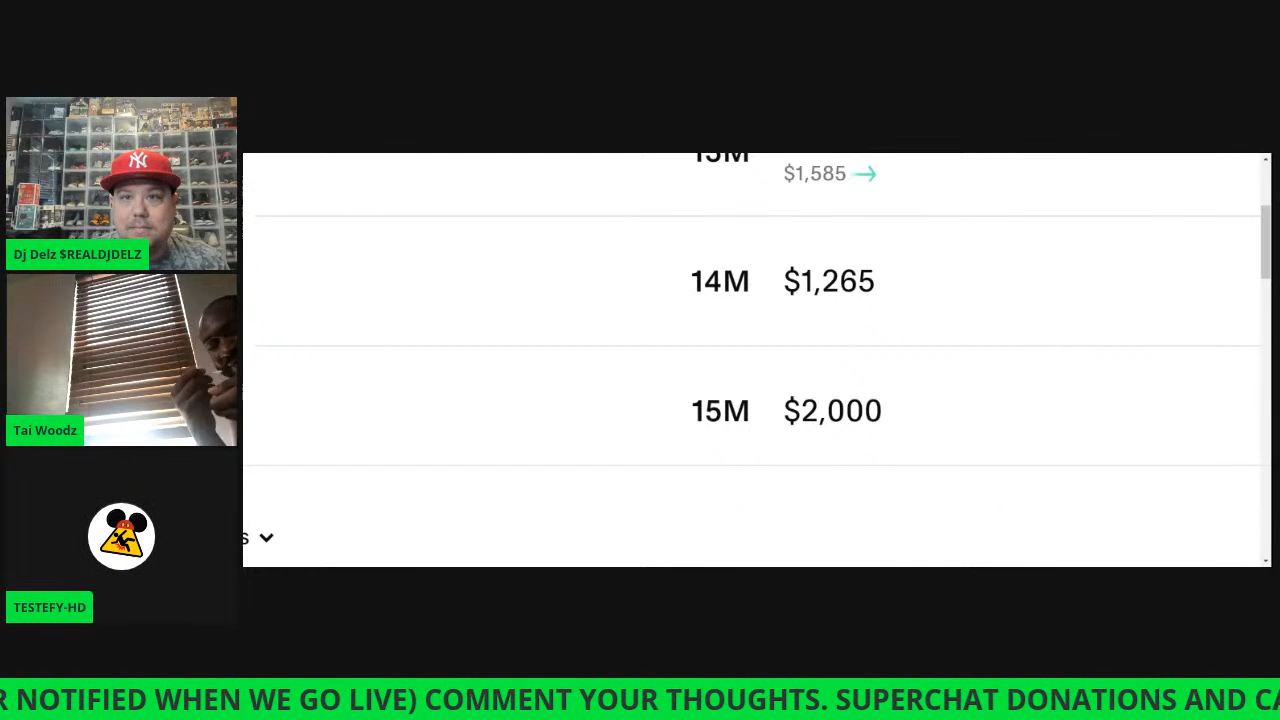 Dj Delz $REALDJDELZ
Tai Woodz
TESTEFY-HD
$1,585
14M $1,265
15M $2,000
s
R NOTIFIED WHEN WE GO LIVE) COMMENT YOUR THOUGHTS. SUPERCHAT DONATIONS AND CA